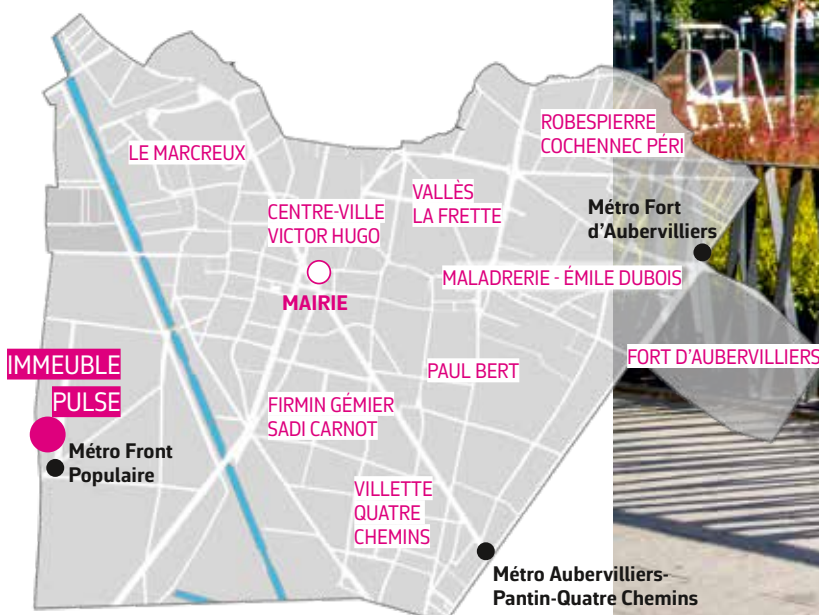 LE MARCREUX
ROBESPIERRE
COCHENNEC PÉRI
VALLÈS
LA FRETTE
CENTRE-VILLE
VICTOR HUGO
Métro Fort
d'Aubervilliers
MAIRIE
MALADRERIE - ÉMILE DUBOIS
IMMEUBLE
PULSE
PAUL BERT
FORT D'AUBERVILLIERS
FIRMIN GÉMIER
SADI CARNOT
Métro Front
Populaire
VILLETTE
QUATRE
CHEMINS
Métro Aubervilliers-
Pantin-Quatre Chemins